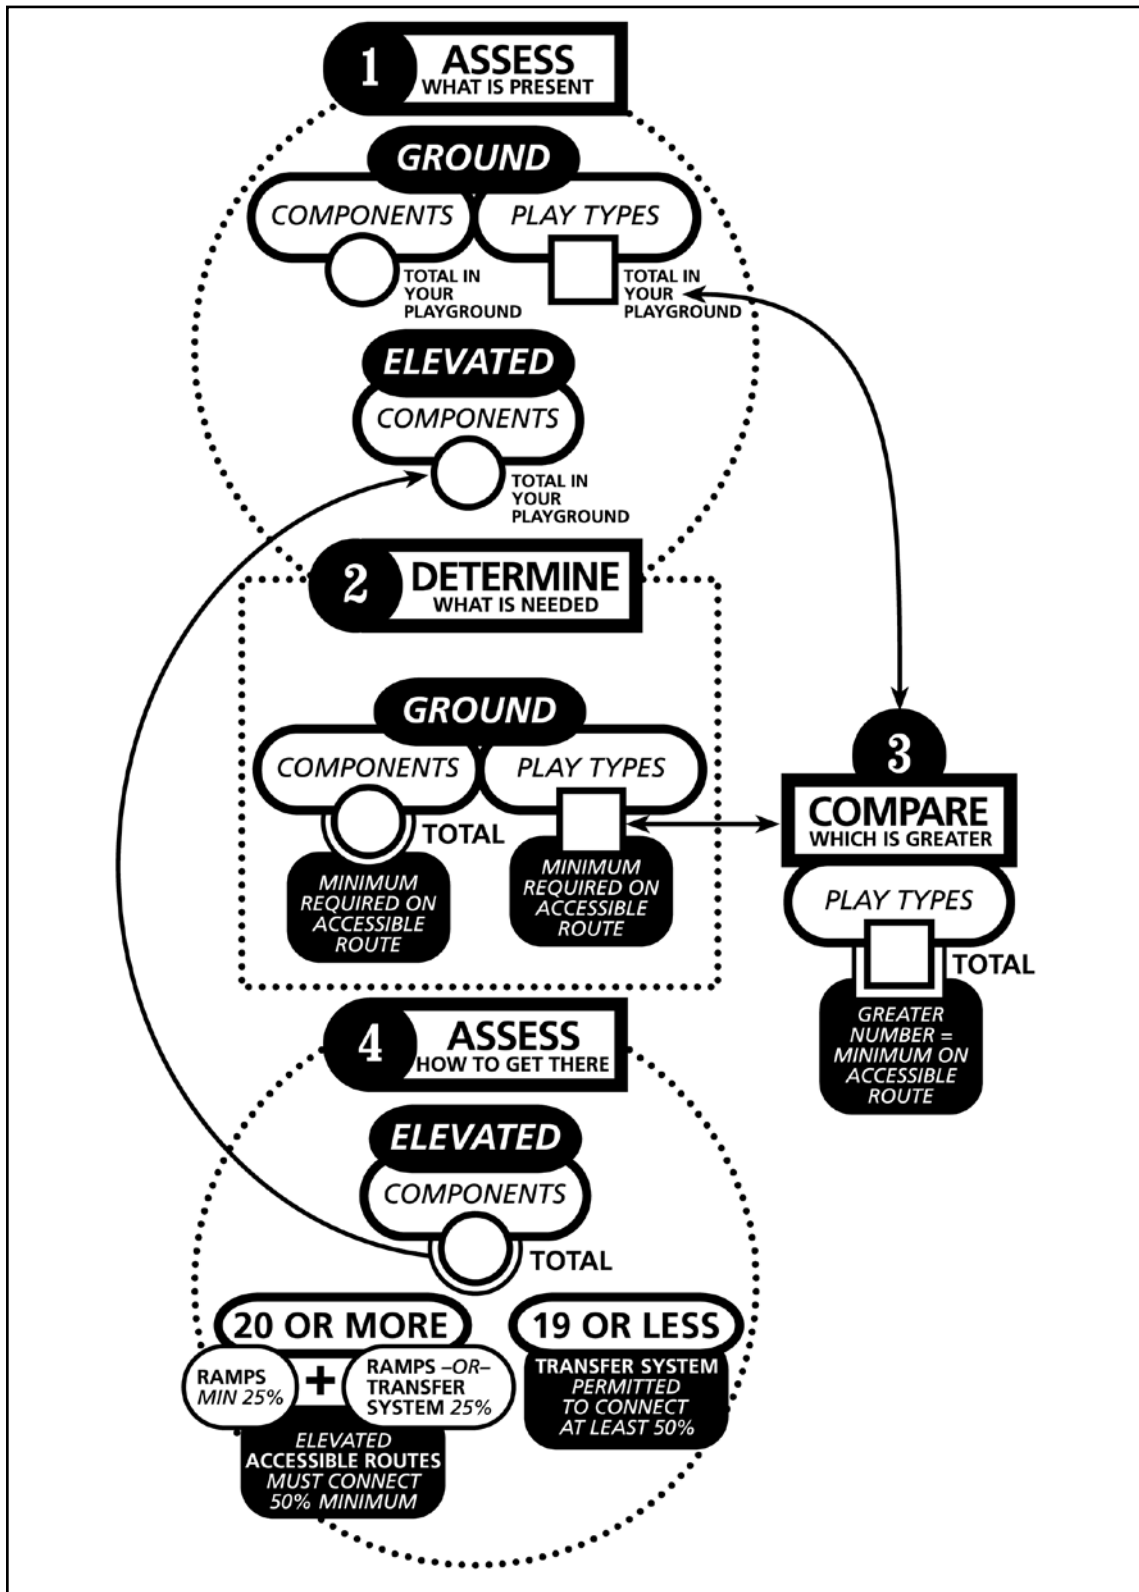 1
ASSESS
WHAT IS PRESENT
GROUND
COMPONENTS
PLAY TYPES
TOTAL IN
YOUR
PLAYGROUND
TOTAL IN
YOUR
PLAYGROUND
ELEVATED
COMPONENTS
TOTAL IN
YOUR
PLAYGROUND
2
DETERMINE
WHAT IS NEEDED
GROUND
COMPONENTS
PLAY TYPES
TOTAL
MINIMUM
REQUIRED ON
ACCESSIBLE
ROUTE
MINIMUM
REQUIRED ON
ACCESSIBLE
ROUTE
3
COMPARE
WHICH IS GREATER
PLAY TYPES
TOTAL
GREATER
NUMBER =
MINIMUM ON
ACCESSIBLE
ROUTE
4
ASSESS
HOW TO GET THERE
ELEVATED
COMPONENTS
TOTAL
20 OR MORE
RAMPS
MIN 25%
+
RAMPS –OR–
TRANSFER
SYSTEM 25%
ELEVATED
ACCESSIBLE ROUTES
MUST CONNECT
50% MINIMUM
19 OR LESS
TRANSFER SYSTEM
PERMITTED
TO CONNECT
AT LEAST 50%